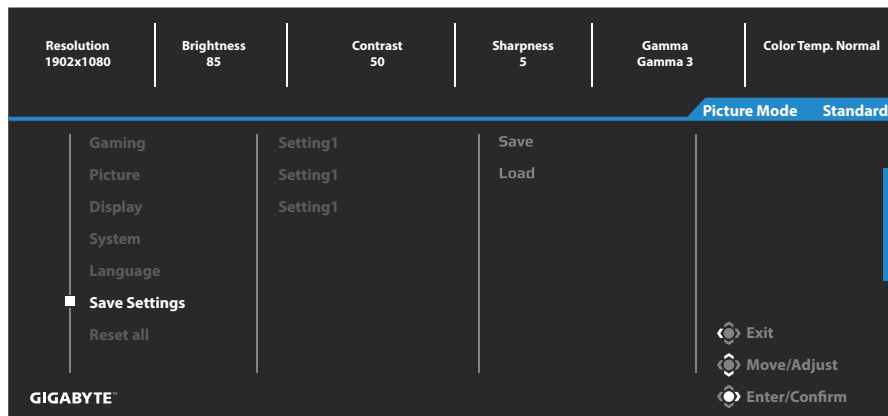 Resolution
1902x1080
Brightness
85
Contrast
50
Sharpness
5
Gamma
Gamma 3
Color Temp. Normal
Picture Mode Standard
Gaming
Picture
Display
System
Language
Save Settings
Reset all
Setting1
Setting1
Setting1
Save
Load
Exit
Move/Adjust
Enter/Confirm
GIGABYTE™